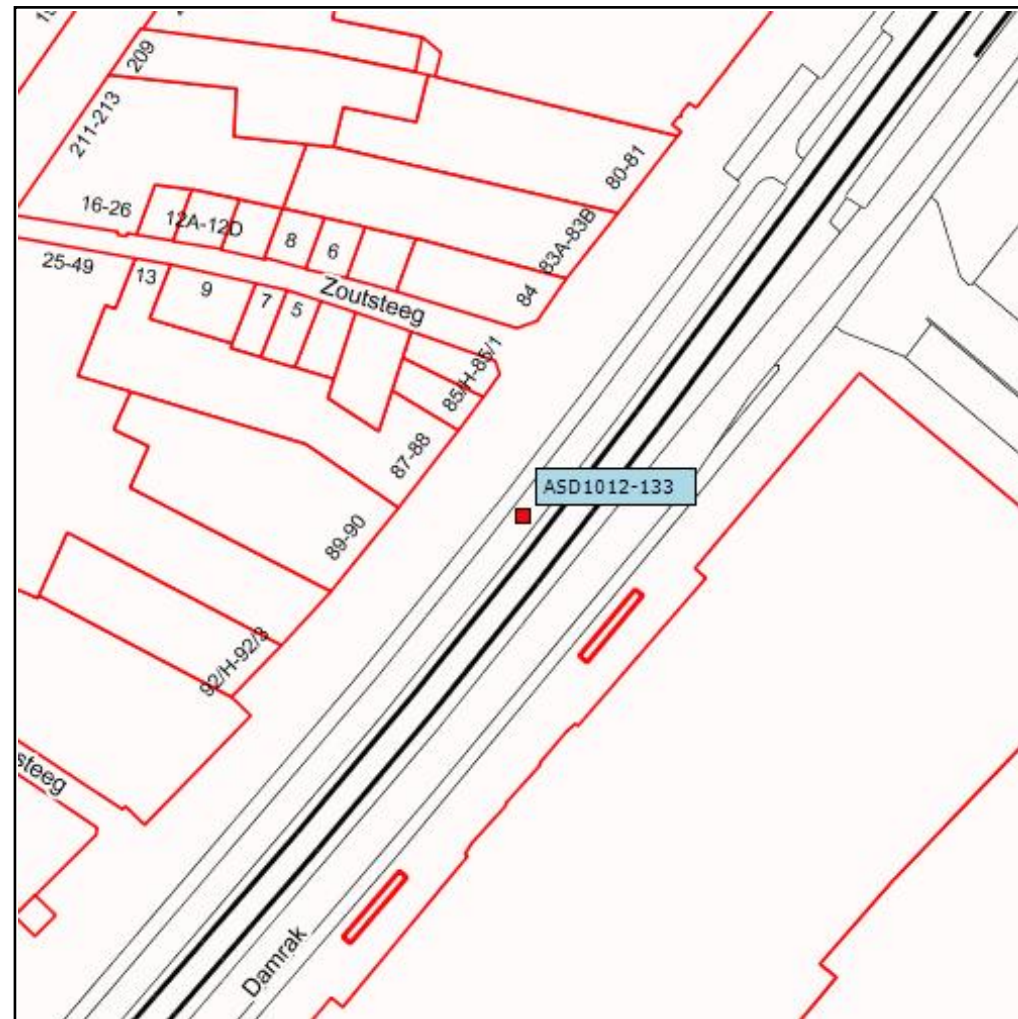 209
211-213
80-81
16-26
12A-12D
8
6
83A-83B
25-49
13
9
7
5
Zoutsteeg
84
85/H-85/1
87-88
ASD1012-133
89-90
92/H-92/3
steeg
Damrak